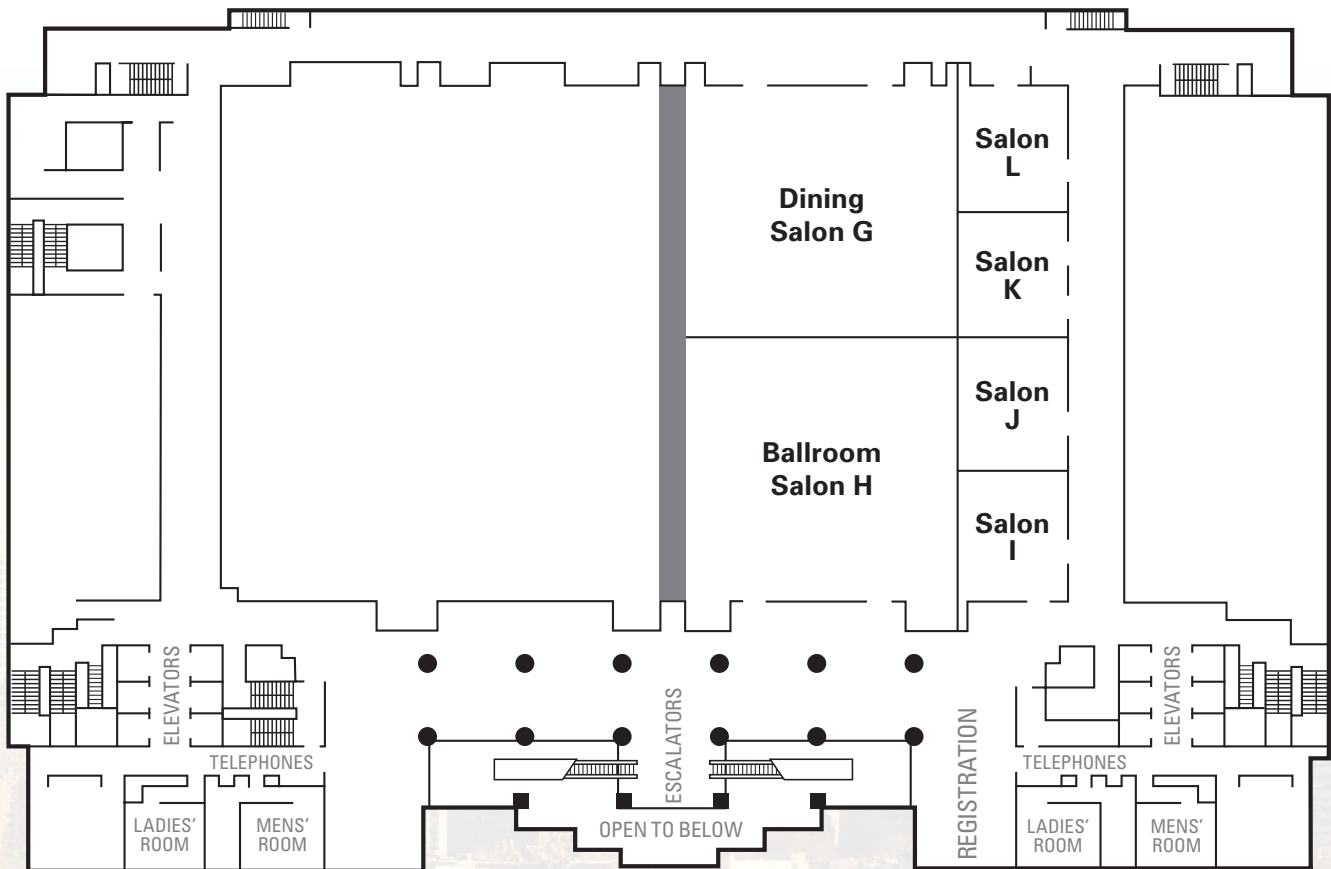 Salon
L
Dining
Salon G
Salon
K
Salon
J
Ballroom
Salon H
Salon
I
ELEVATORS
ESCALATORS
REGISTRATION
ELEVATORS
TELEPHONES
TELEPHONES
LADIES'
ROOM
MENS'
ROOM
OPEN TO BELOW
LADIES'
ROOM
MENS'
ROOM